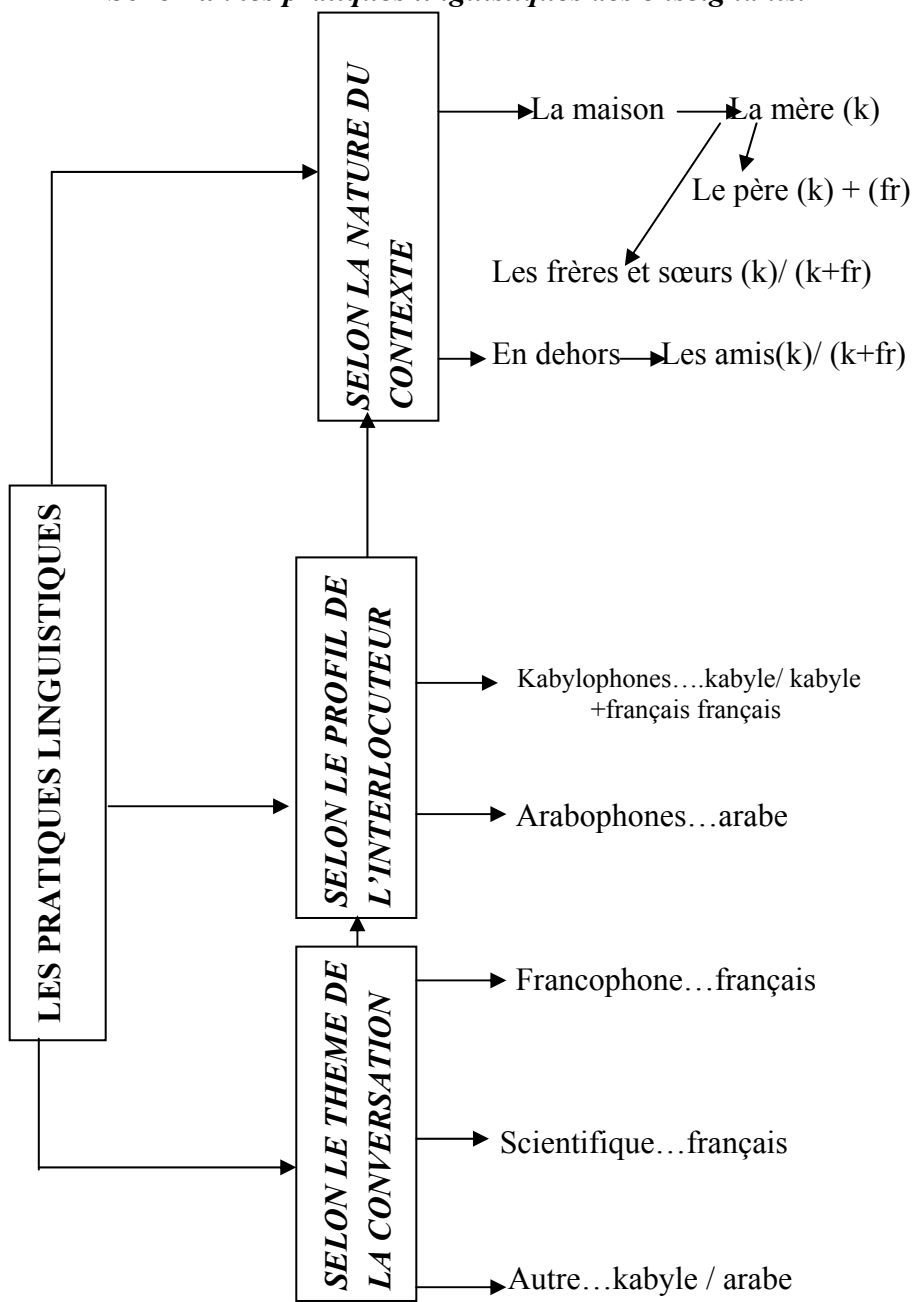 LES PRATIQUES LINGUISTIQUES
SELON LA NATURE DU
CONTEXTE
La maison
La mère (k)
Le père (k) + (fr)
Les frères et sœurs (k)/ (k+fr)
En dehors
Les amis(k)/ (k+fr)
SELON LE PROFIL DE
L'INTERLOCUTEUR
Kabylophones….kabyle/ kabyle
+français français
Arabophones…arabe
SELON LE THEME DE
LA CONVERSATION
Francophone…français
Scientifique…français
Autre…kabyle / arabe